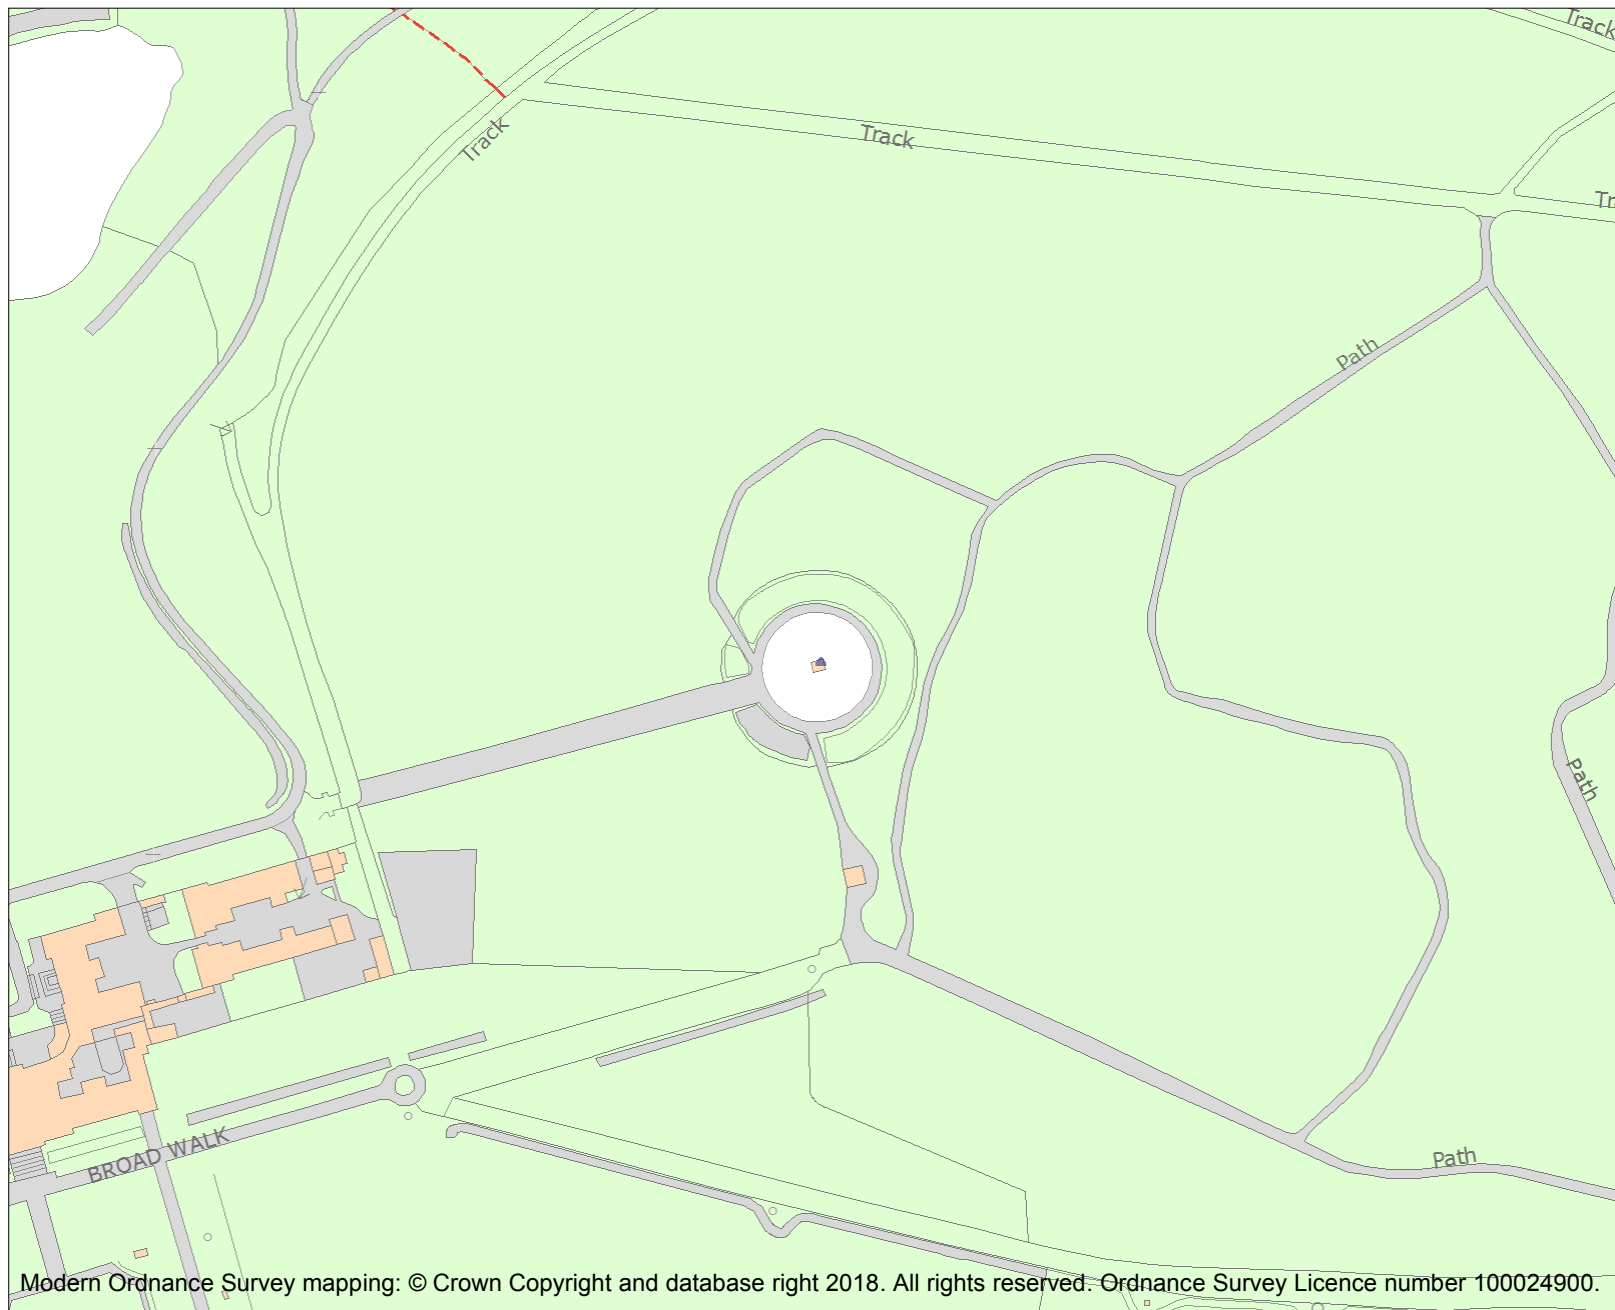 Track
Track
Track
Tr
Path
Path
BROAD WALK
Path
Modern Ordnance Survey mapping: © Crown Copyright and database right 2018. All rights reserved. Ordnance Survey Licence number 100024900.